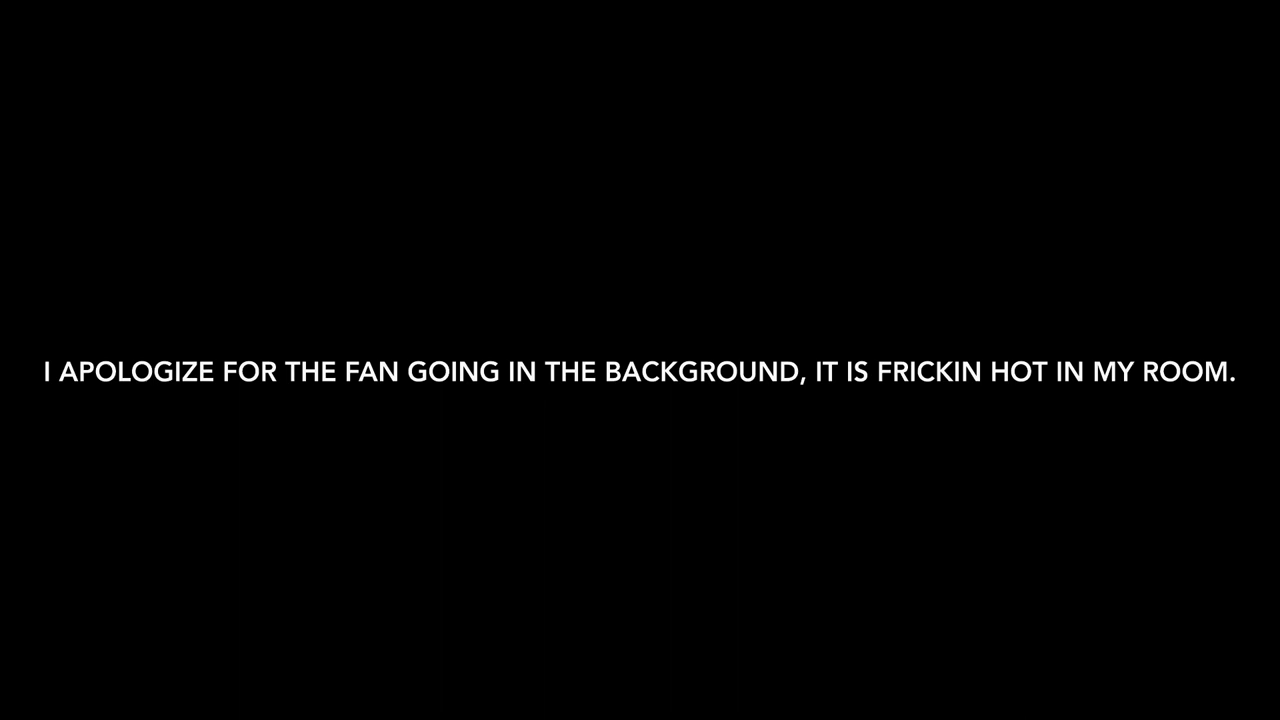 I APOLOGIZE FOR THE FAN GOING IN THE BACKGROUND, IT IS FRICKIN HOT IN MY ROOM.